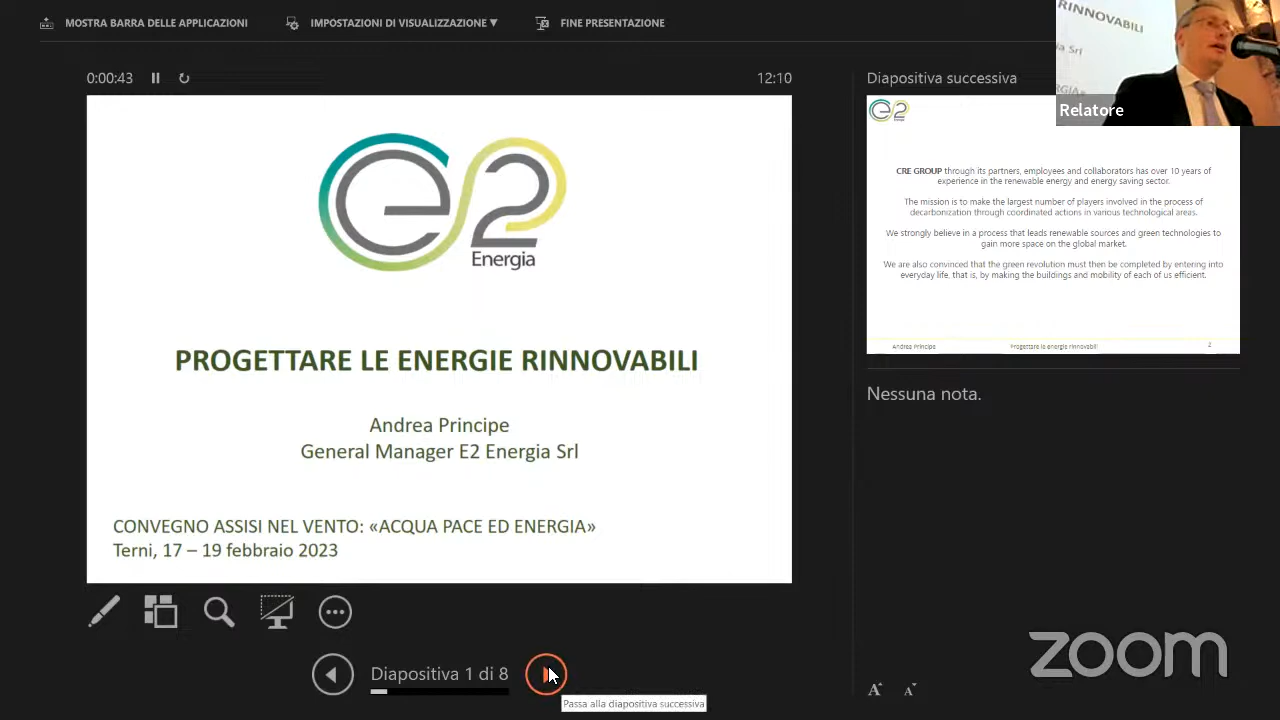 MOSTRA BARRA DELLE APPLICAZIONI
IMPOSTAZIONI DI VISUALIZZAZIONE ▼
FINE PRESENTAZIONE
RINNOVABILI
Srl
Relatore
0:00:43
12:10
Diapositiva successiva
e2
Energia
PROGETTARE LE ENERGIE RINNOVABILI
Andrea Principe
General Manager E2 Energia Srl
CONVEGNO ASSISI NEL VENTO: «ACQUA PACE ED ENERGIA»
Terni, 17 – 19 febbraio 2023
e2
Energia
CRE GROUP through its partners, employees and collaborators has over 10 years of
experience in the renewable energy and energy saving sector.
The mission is to make the largest number of players involved in the process of
decarbonization through coordinated actions in various technological areas.
We strongly believe in a process that leads renewable sources and green technologies to
gain more space on the global market.
We are also convinced that the green revolution must then be completed by entering into
everyday life, that is, by making the buildings and mobility of each of us efficient.
Andrea Principe
Progettare le energie rinnovabili
2
Nessuna nota.
Diapositiva 1 di 8
Passa alla diapositiva successiva
A A
zoom